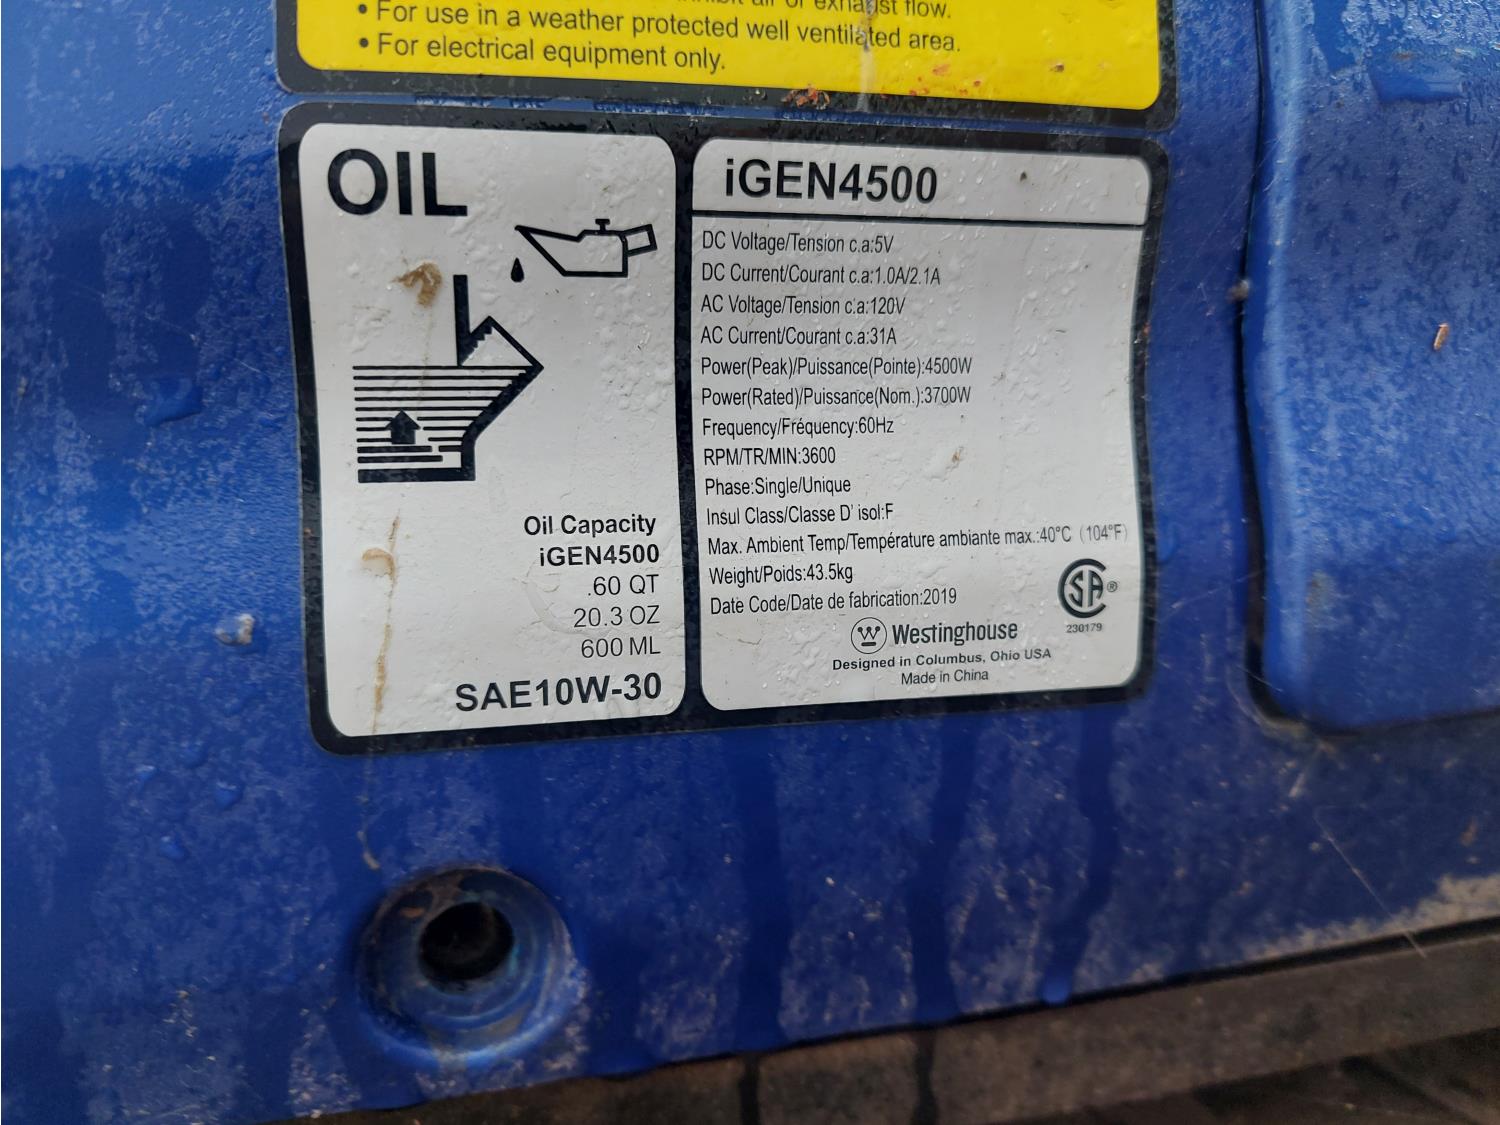 air or exhaust flow.
• For use in a weather protected well ventilated area.
• For electrical equipment only.
OIL
Oil Capacity
iGEN4500
.60 QT
20.3 OZ
600 ML
SAE10W-30
iGEN4500
DC Voltage/Tension c.a:5V
DC Current/Courant c.a:1.0A/2.1A
AC Voltage/Tension c.a:120V
AC Current/Courant c.a:31A
Power(Peak)/Puissance(Pointe):4500W
Power(Rated)/Puissance(Nom.):3700W
Frequency/Fréquency:60Hz
RPM/TR/MIN:3600
Phase:Single/Unique
Insul Class/Classe D' isol:F
Max. Ambient Temp/Température ambiante max.:40°C (104°F)
Weight/Poids:43.5kg
Date Code/Date de fabrication:2019
SA®
230179
W Westinghouse
Designed in Columbus, Ohio USA
Made in China